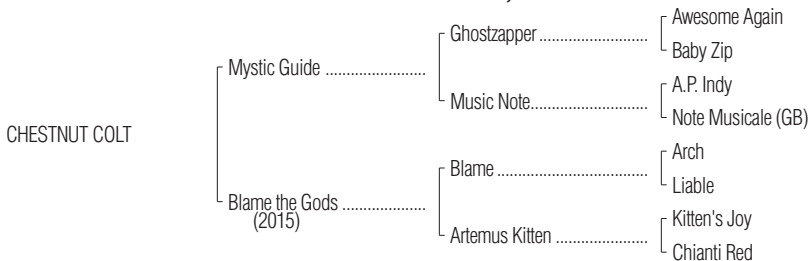 Awesome Again
Ghostzapper ..........................
Baby Zip
Mystic Guide ........................
A.P. Indy
Music Note............................
Note Musicale (GB)
CHESTNUT COLT
Arch
Blame ....................................
Liable
Blame the Gods ....................
(2015)
Kitten's Joy
Artemus Kitten ......................
Chianti Red